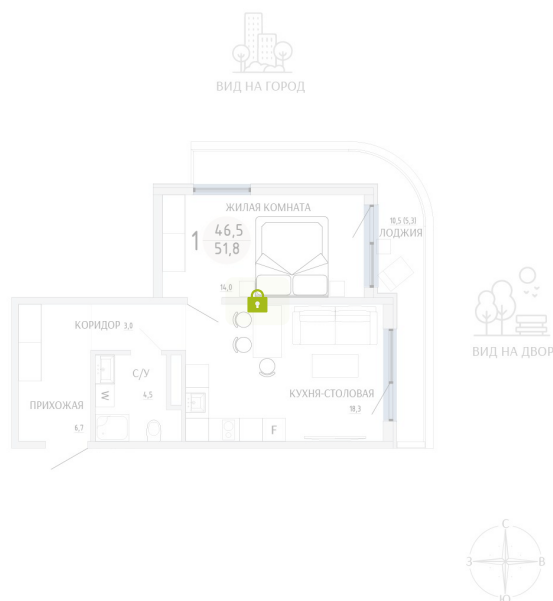 ВИД НА ГОРОД
ЖИЛАЯ КОМНАТА
1
46,5
51,8
10,5 (5,3)
ЛОДЖИЯ
14,0
КОРИДОР 3,0
ВИД НА ДВОР
С/У
4,5
W
КУХНЯ-СТОЛОВАЯ
18,3
ПРИХОЖАЯ
6,7
F
С
З
В
Ю